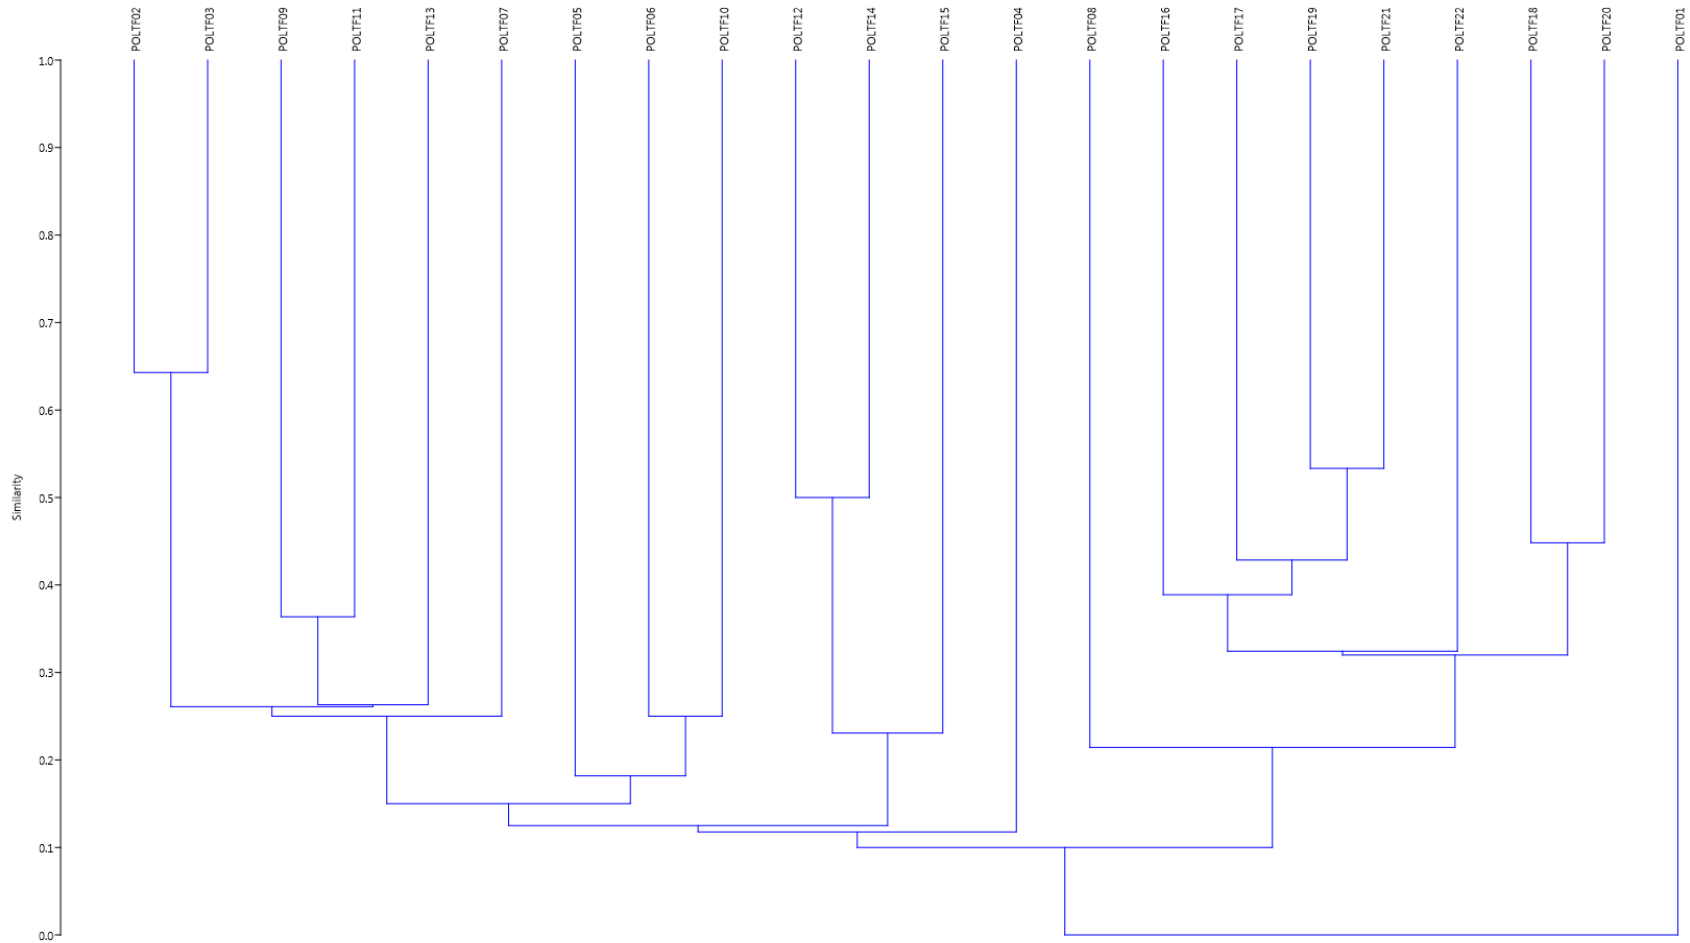 POLTF02
POLTF03
POLTF09
POLTF11
POLTF13
POLTF07
POLTF05
POLTF06
POLTF10
POLTF12
POLTF14
POLTF15
POLTF04
POLTF08
POLTF16
POLTF17
POLTF19
POLTF21
POLTF22
POLTF18
POLTF20
POLTF01
1.0
0.9
0.8
0.7
0.6
0.5
0.4
0.3
0.2
0.1
0.0
Similarity